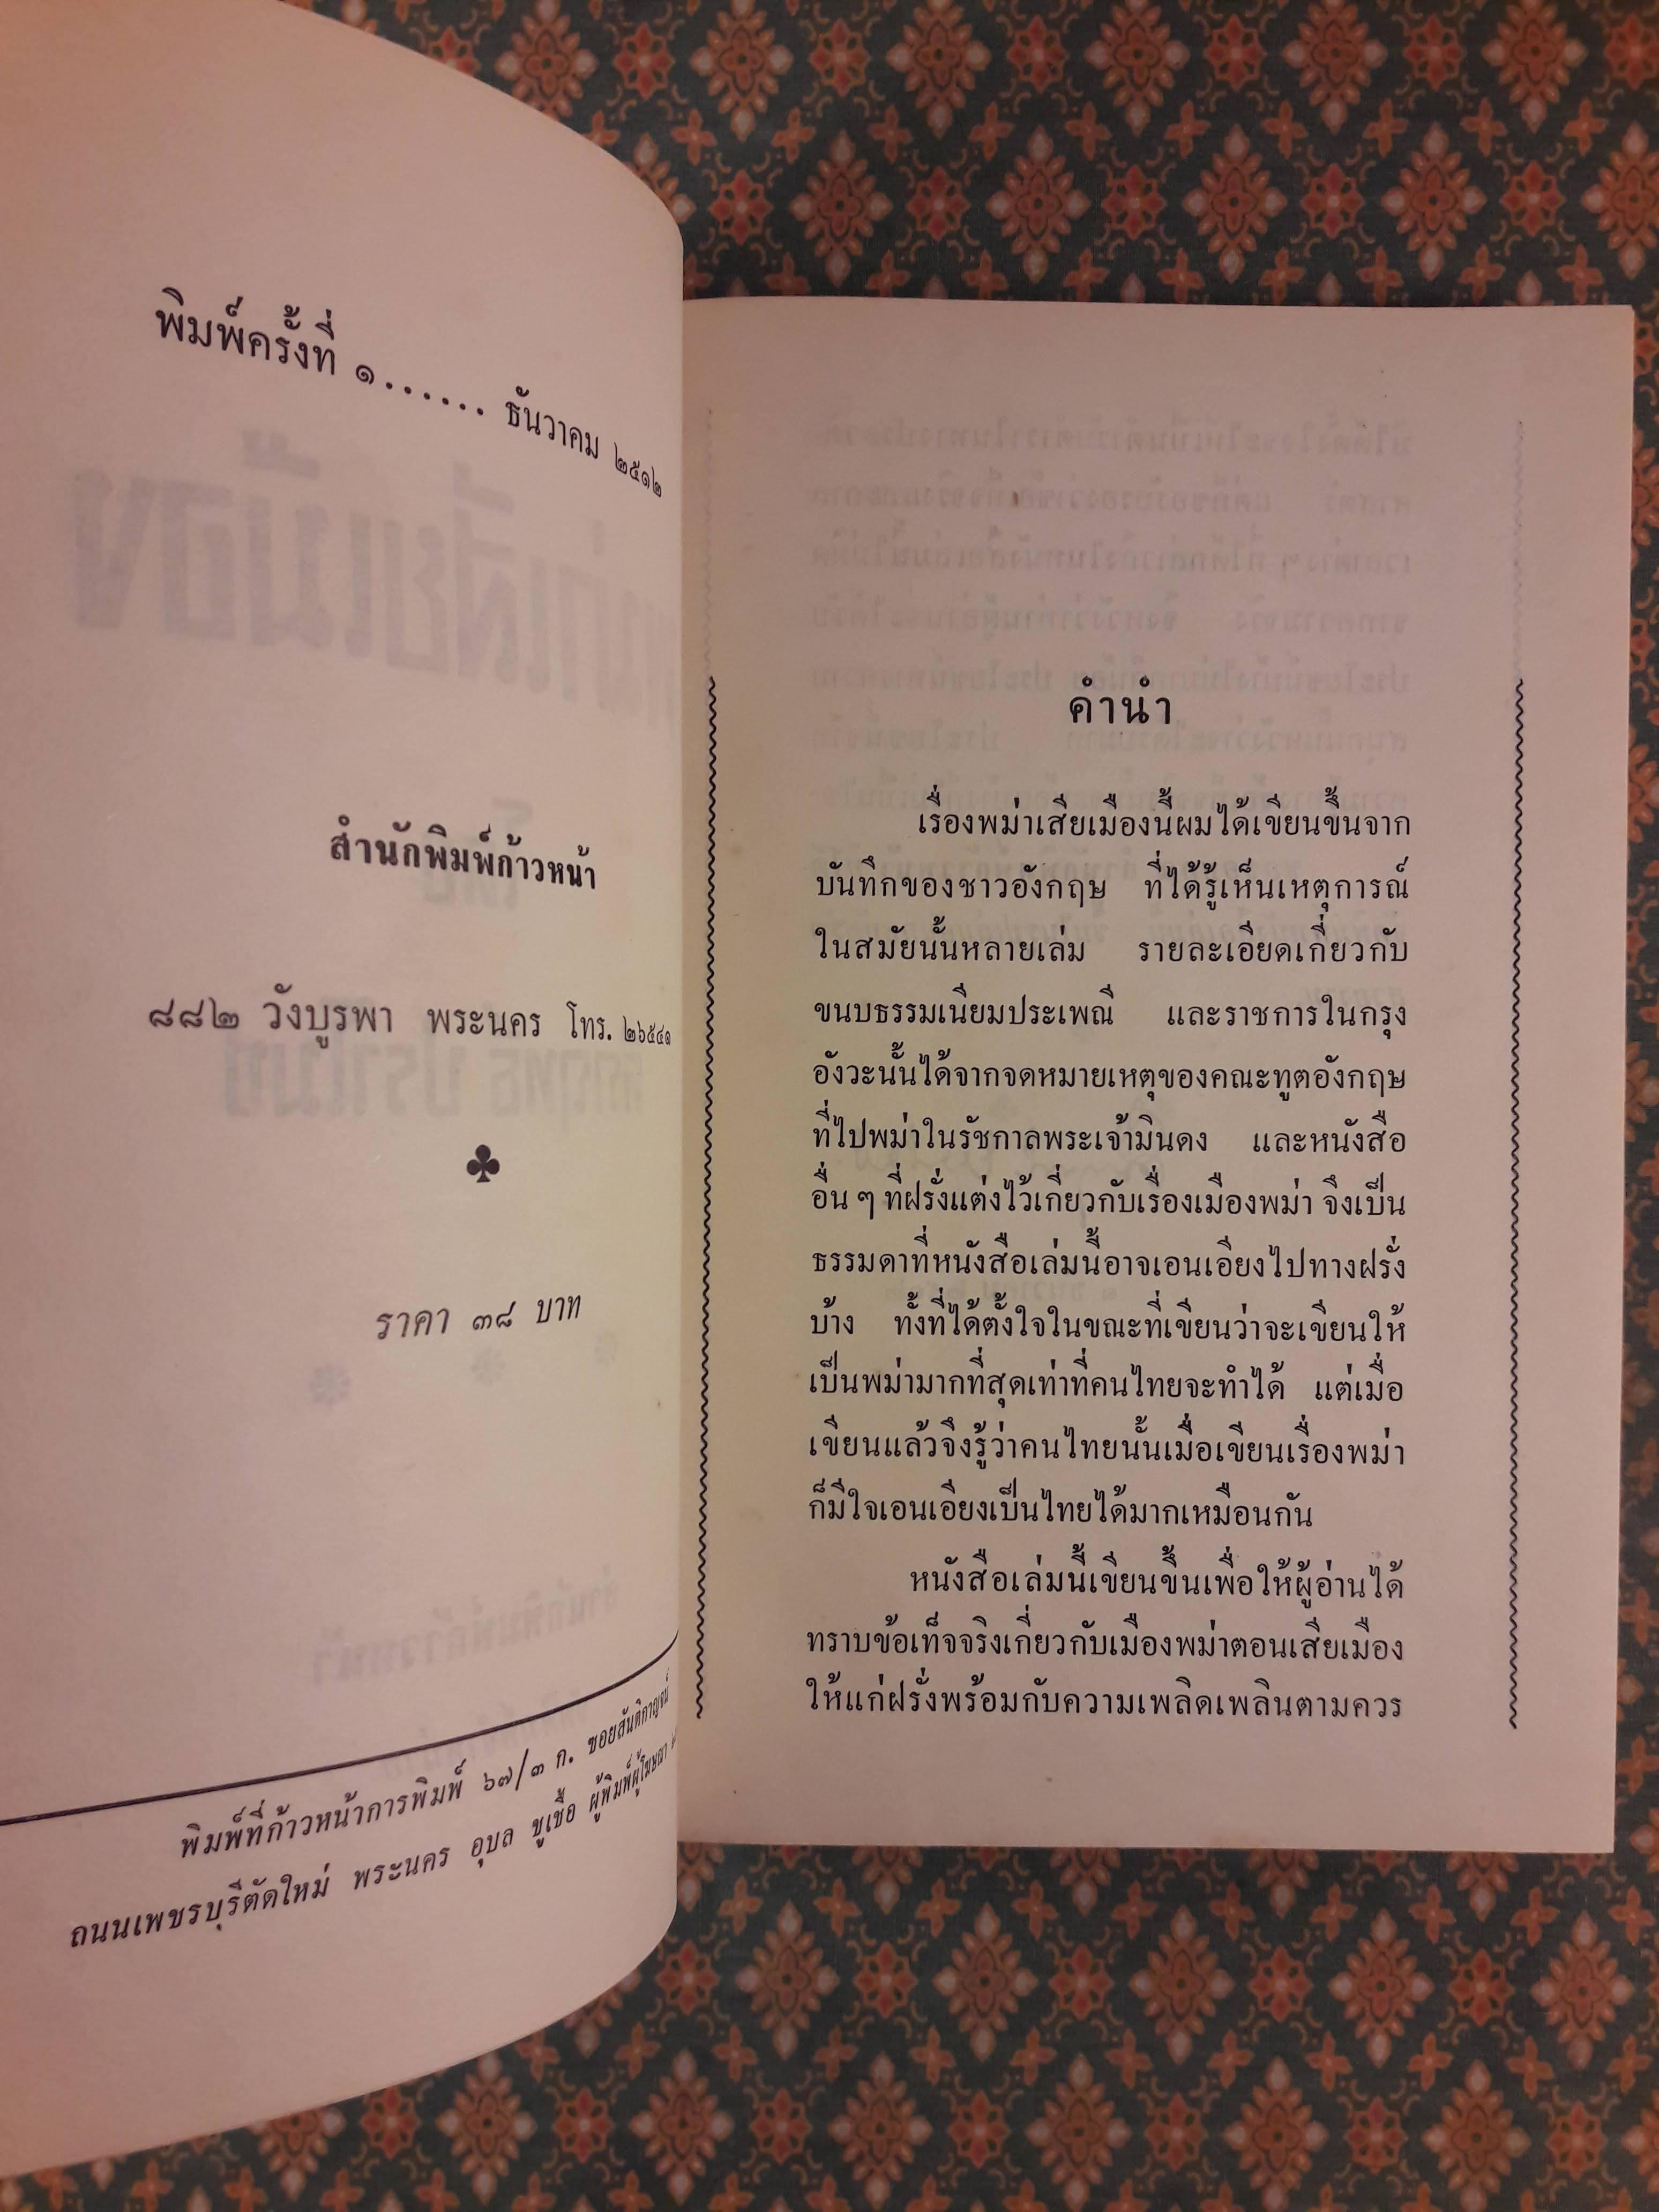 พิมพ์ครั้งที่ ๑...... ธันวาคม ๒๕๑๒
สำนักพิมพ์ก้าวหน้า
๘๘๒ วังบูรพา พระนคร โทร. ๒๖๕๔๑
ราคา ๓๘ บาท
พิมพ์ที่ก้าวหน้าการพิมพ์ ๖๗/๓ ก. ซอยสันติกาญจน์
ถนนเพชรบุรีตัดใหม่ พระนคร อุบล ชูเชื้อ ผู้พิมพ์ผู้โฆษณา
คำนำ
เรื่องพม่าเสียเมืองนี้ผมได้เขียนขึ้นจาก
บันทึกของชาวอังกฤษ ที่ได้รู้เห็นเหตุการณ์
ในสมัยนั้นหลายเล่ม รายละเอียดเกี่ยวกับ
ขนบธรรมเนียมประเพณี และราชการในกรุง
อังวะนั้นได้จากจดหมายเหตุของคณะทูตอังกฤษ
ที่ไปพม่าในรัชกาลพระเจ้ามินดง และหนังสือ
อื่น ๆ ที่ฝรั่งแต่งไว้เกี่ยวกับเรื่องเมืองพม่า จึงเป็น
ธรรมดาที่หนังสือเล่มนี้อาจเอนเอียงไปทางฝรั่ง
บ้าง ทั้งที่ได้ตั้งใจในขณะที่เขียนว่าจะเขียนให้
เป็นพม่ามากที่สุดเท่าที่คนไทยจะทำได้ แต่เมื่อ
เขียนแล้วจึงรู้ว่าคนไทยนั้นเมื่อเขียนเรื่องพม่า
ก็มีใจเอนเอียงเป็นไทยได้มากเหมือนกัน
หนังสือเล่มนี้เขียนขึ้นเพื่อให้ผู้อ่านได้
ทราบข้อเท็จจริงเกี่ยวกับเมืองพม่าตอนเสียเมือง
ให้แก่ฝรั่งพร้อมกับความเพลิดเพลินตามควร